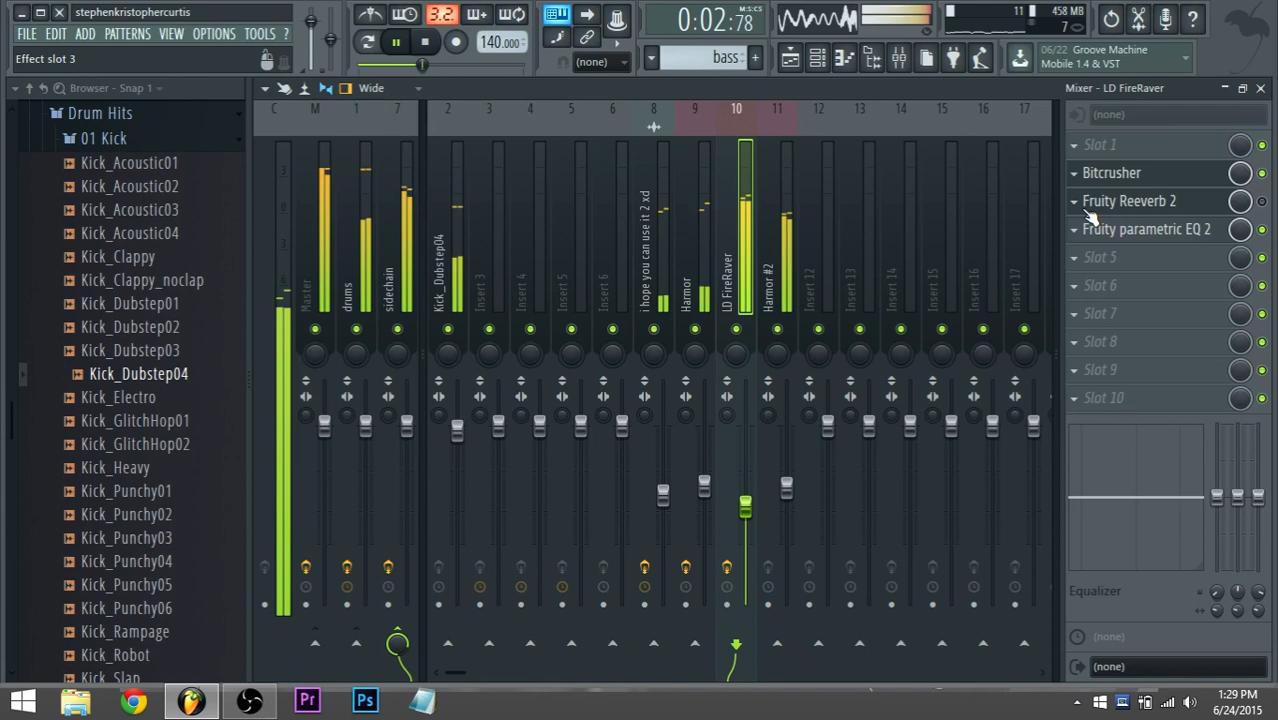 stephenkristophercurtis
FILE EDIT ADD PATTERNS VIEW OPTIONS TOOLS ?
Effect slot 3
3.2.
140.000
(none)
0:02:78
M:S:CS
bass
11
458 MB
7
06/22 Groove Machine
Mobile 1.4 & VST
Browser - Snap 1
Drum Hits
01 Kick
Kick_Acoustic01
Kick_Acoustic02
Kick_Acoustic03
Kick_Acoustic04
Kick_Clappy
Kick_Clappy_noclap
Kick_Dubstep01
Kick_Dubstep02
Kick_Dubstep03
Kick_Dubstep04
Kick_Electro
Kick_GlitchHop01
Kick_GlitchHop02
Kick_Heavy
Kick_Punchy01
Kick_Punchy02
Kick_Punchy03
Kick_Punchy04
Kick_Punchy05
Kick_Punchy06
Kick_Rampage
Kick_Robot
Kick_Slap
Wide
C M 1 7 2 3 4 5 6 8 9 10 11 12 13 14 15 16 17
Master
drums
sidechain
Kick_Dubstep04
Insert 3
Insert 4
Insert 5
Insert 6
i hope you can use it 2 xd
Harmor
LD FireRaver
Harmor #2
Insert 12
Insert 13
Insert 14
Insert 15
Insert 16
Insert 17
Mixer - LD FireRaver
(none)
Slot 1
Bitcrusher
Fruity Reeverb 2
Fruity parametric EQ 2
Slot 5
Slot 6
Slot 7
Slot 8
Slot 9
Slot 10
Equalizer
(none)
(none)
Pr
Ps
1:29 PM
6/24/2015